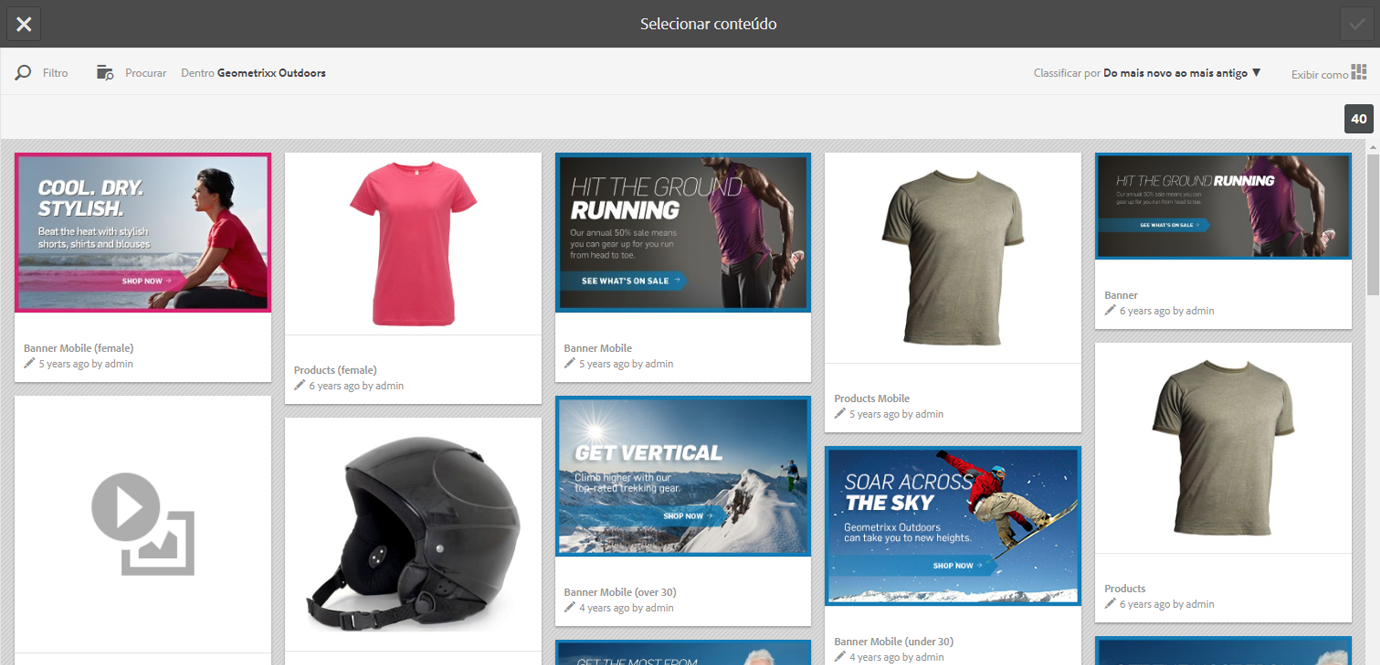 Selecionar conteúdo
Filtro Procurar Dentro Geometrixx Outdoors Classificar por Do mais novo ao mais antigo ▼ Exibir como
40
COOL. DRY.
STYLISH.
Beat the heat with stylish
shorts, shirts and blouses
SHOP NOW
Banner Mobile (female)
5 years ago by admin
Products (female)
6 years ago by admin
HIT THE GROUND
RUNNING
Our annual 50% sale means
you can gear up for you run
from head to toe.
SEE WHAT'S ON SALE
Banner Mobile
5 years ago by admin
GET VERTICAL
Climb higher with our
top-rated trekking gear.
SHOP NOW
Banner Mobile (over 30)
4 years ago by admin
GET THE MOST FROM
Products Mobile
5 years ago by admin
SOAR ACROSS
THE SKY
Geometrixx Outdoors
can take you to new heights.
SHOP NOW
Banner Mobile (under 30)
4 years ago by admin
HIT THE GROUND RUNNING
Our annual 50% sale means you can
gear up for you run from head to toe.
SEE WHAT'S ON SALE
Banner
6 years ago by admin
Products
6 years ago by admin